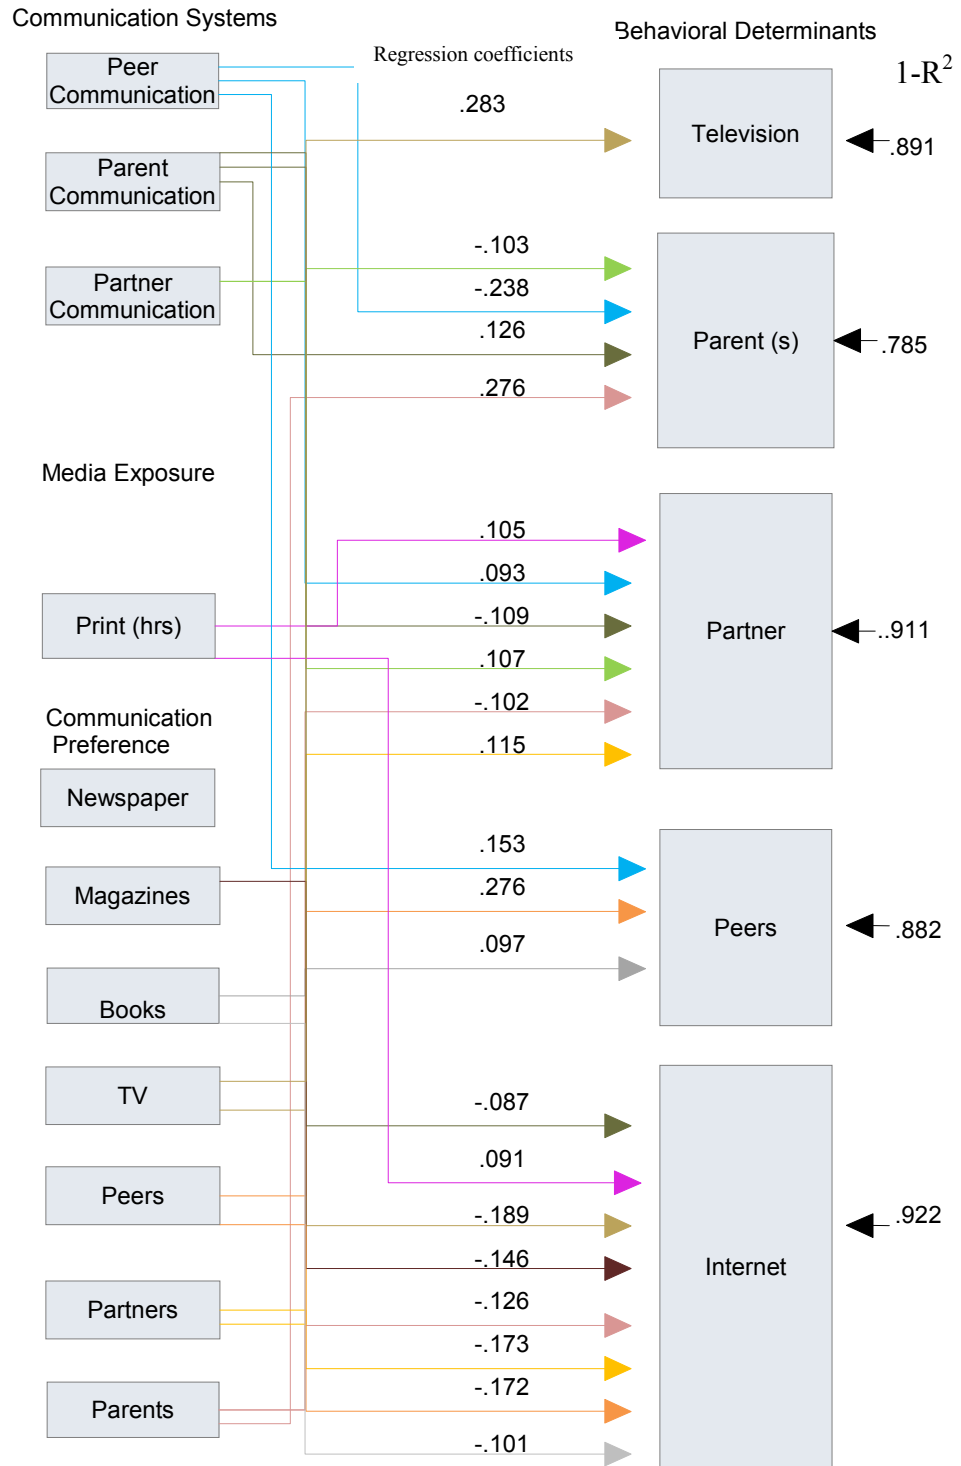 Communication Systems
Regression coefficients
Behavioral Determinants
1-R²
Peer
Communication
Parent
Communication
Partner
Communication
Media Exposure
Print (hrs)
Communication
Preference
Newspaper
Magazines
Books
TV
Peers
Partners
Parents
.283
-.103
-.238
.126
.276
.105
.093
-.109
.107
-.102
.115
.153
.276
.097
-.087
.091
-.189
-.146
-.126
-.173
-.172
-.101
Television
.891
Parent (s)
.785
Partner
..911
Peers
.882
Internet
.922